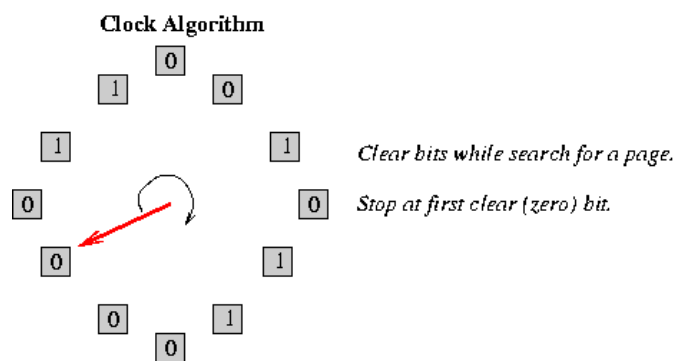 Clock Algorithm
0
1 0
1 1
Clear bits while search for a page.
0 0
Stop at first clear (zero) bit.
0 1
0 1
0